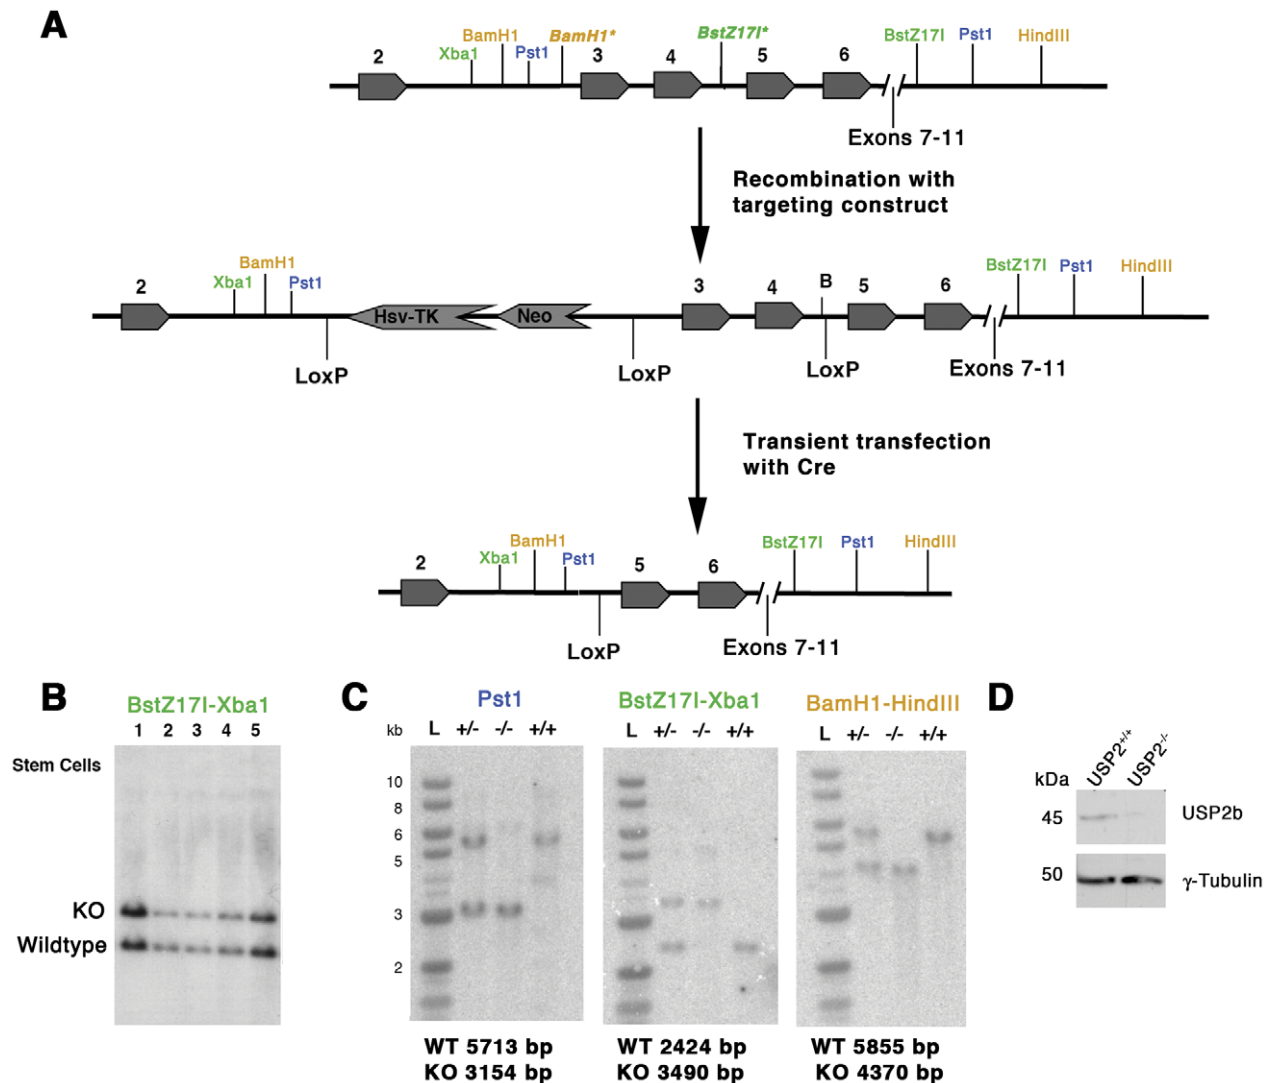 A
2 Xba1 BamH1 Pst1 BamH1* 3 4 BstZ17I* 5 6 BstZ17I Pst1 HindIII
Exons 7-11
Recombination with
targeting construct
2 Xba1 BamH1 Pst1 Hsv-TK Neo 3 4 B 5 6 BstZ17I Pst1 HindIII
LoxP LoxP LoxP Exons 7-11
Transient transfection
with Cre
2 Xba1 BamH1 Pst1 5 6 BstZ17I Pst1 HindIII
LoxP Exons 7-11
B
BstZ17I-Xba1
1 2 3 4 5
Stem Cells
KO
Wildtype
C
Pst1 BstZ17I-Xba1 BamH1-HindIII
kb L +/- -/- +/+ L +/- -/- +/+ L +/- -/- +/+
10
8
6
5
3
2
WT 5713 bp WT 2424 bp WT 5855 bp
KO 3154 bp KO 3490 bp KO 4370 bp
D
kDa USP2+/+ USP2-/-
45 USP2b
50 γ-Tubulin